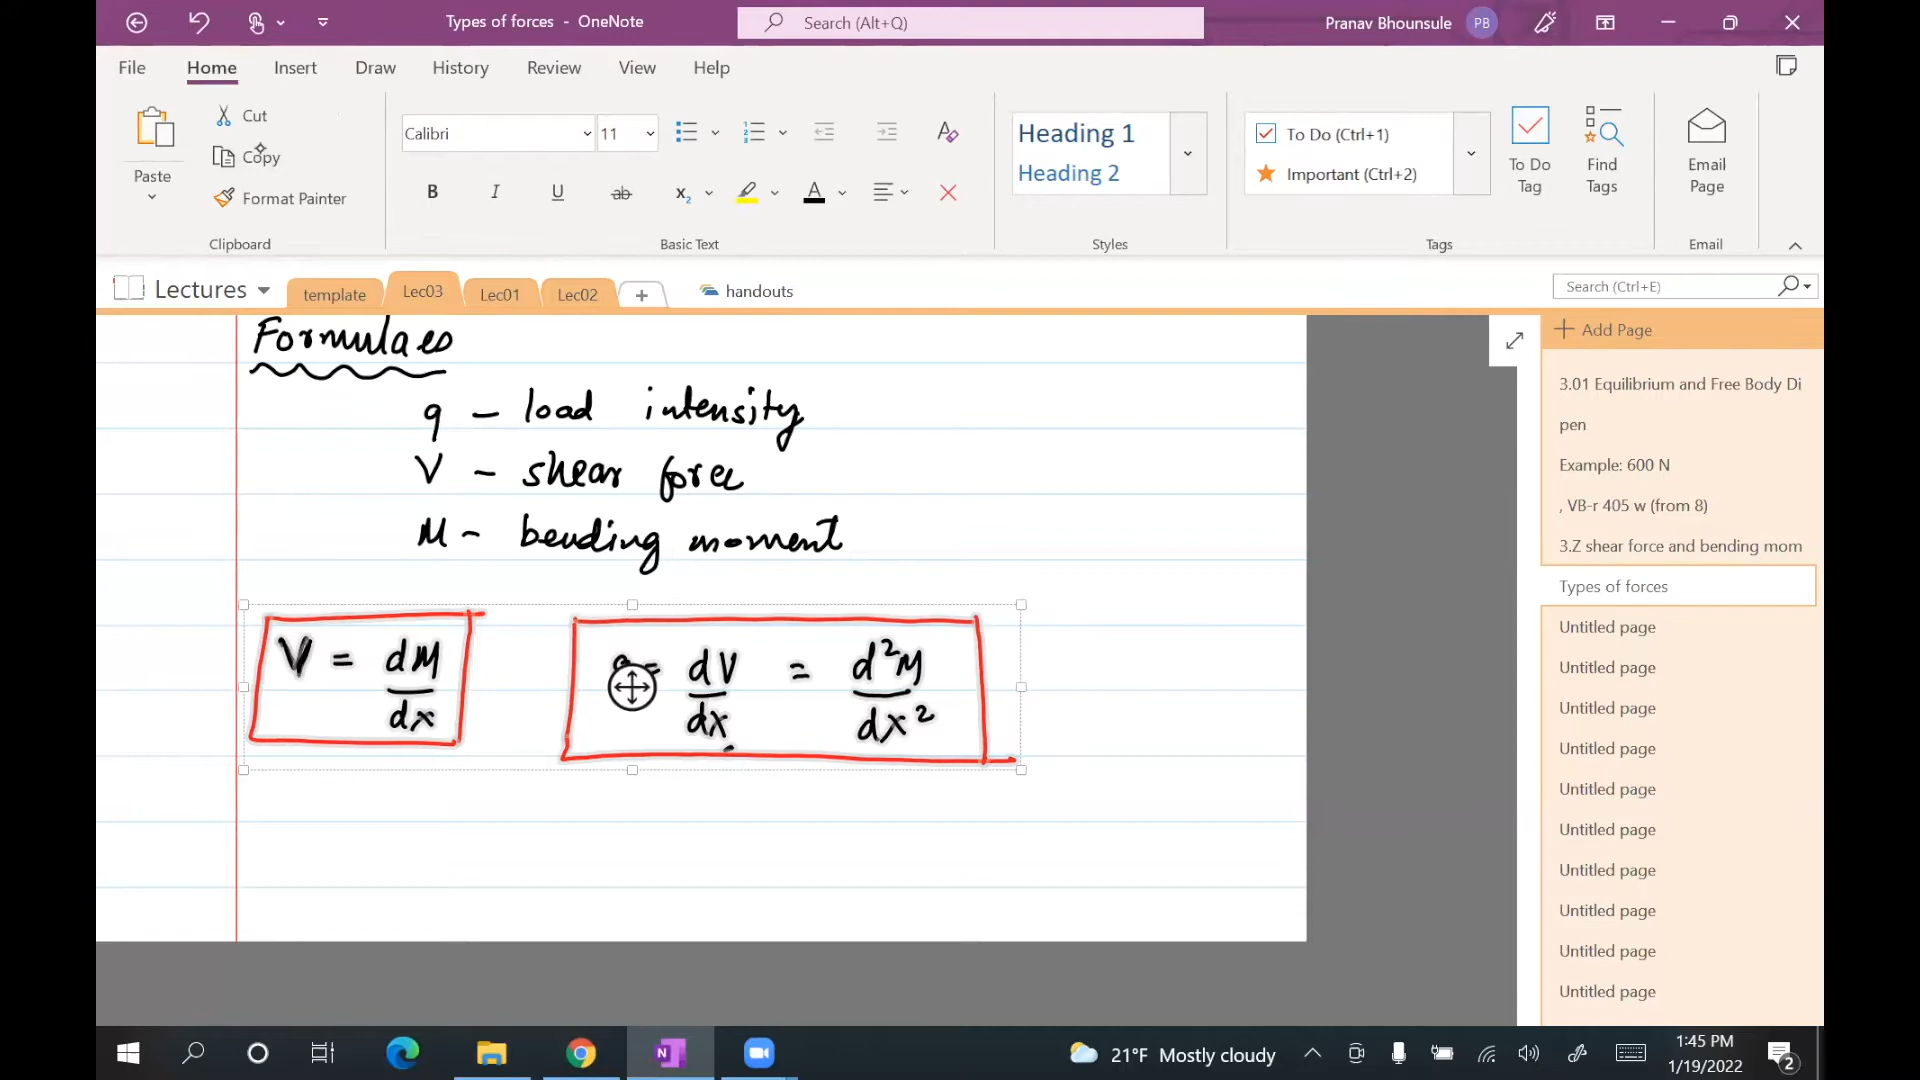 Types of forces - OneNote
Search (Alt+Q)
Pranav Bhounsule
PB
File Home Insert Draw History Review View Help
Paste
Cut
Copy
Format Painter
Clipboard
Calibri 11
B I U ab x₂ A
Basic Text
Heading 1
Heading 2
Styles
To Do (Ctrl+1)
Important (Ctrl+2)
To Do Tag
Find Tags
Tags
Email Page
Email
Lectures template Lec03 Lec01 Lec02 + handouts
Search (Ctrl+E)
Formulaes
q - load intensity
V - shear force
M - bending moment
V = dM/dx
= dV/dx = d²M/dx²
Add Page
3.01 Equilibrium and Free Body Di
pen
Example: 600 N
, VB-r 405 w (from 8)
3.Z shear force and bending mom
Types of forces
Untitled page
Untitled page
Untitled page
Untitled page
Untitled page
Untitled page
Untitled page
Untitled page
Untitled page
Untitled page
21°F Mostly cloudy
1:45 PM
1/19/2022
2